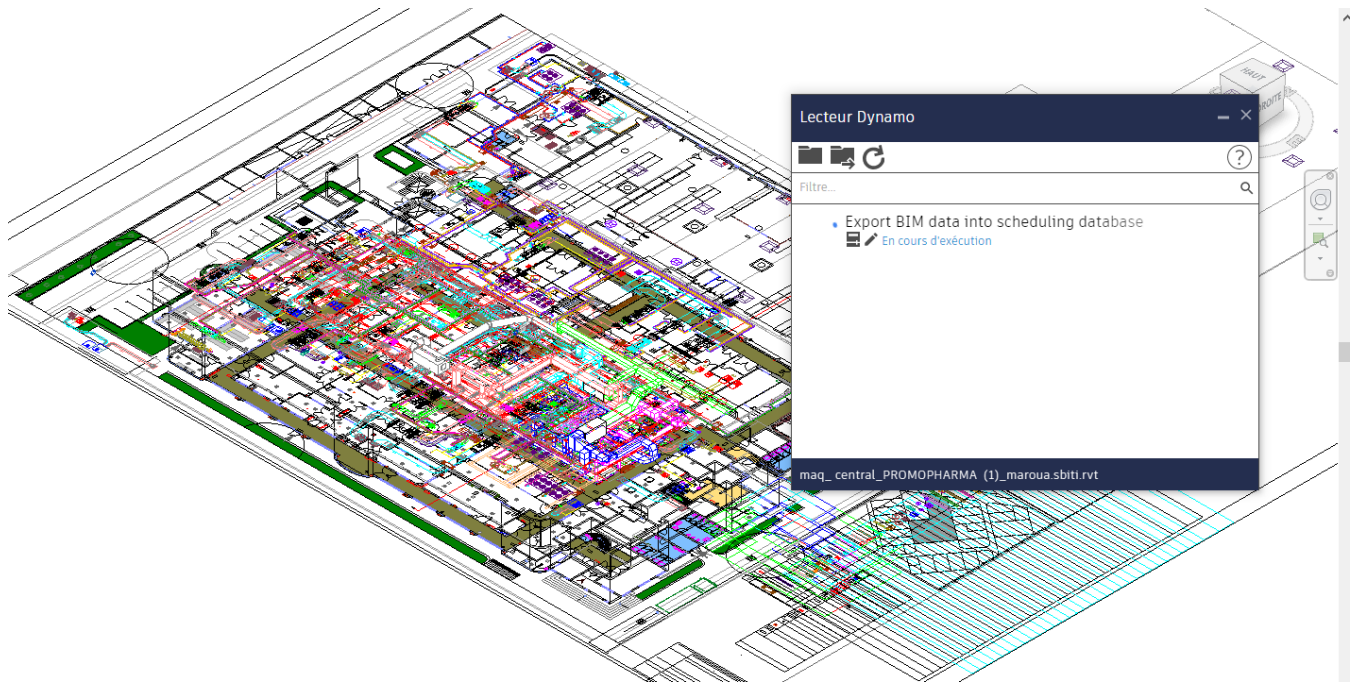 HAUT
DROITE
Lecteur Dynamo
Filtre...
Export BIM data into scheduling database
En cours d'exécution
maq_ central_PROMOPHARMA (1)_maroua.sbiti.rvt